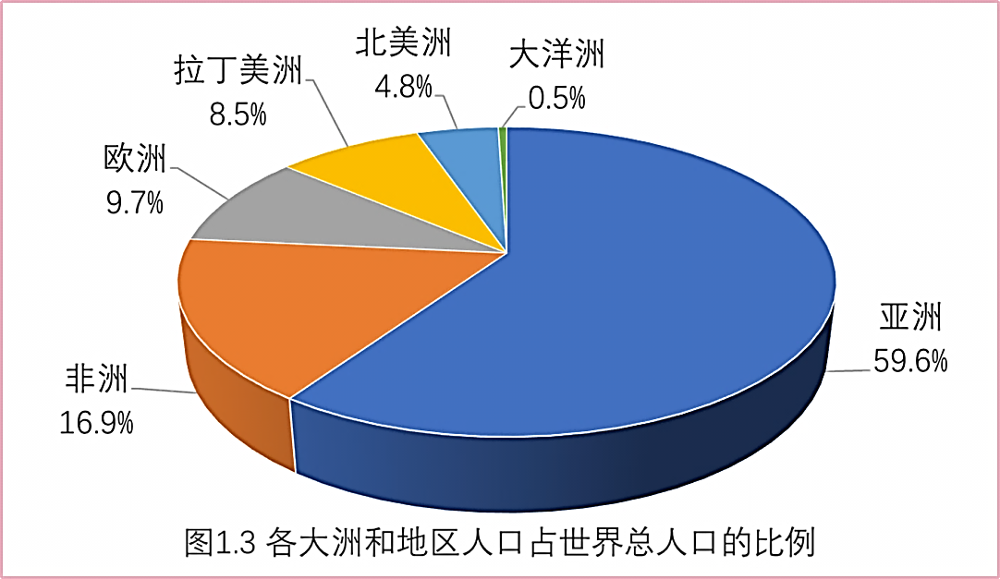 北美洲
4.8%
大洋洲
0.5%
拉丁美洲
8.5%
欧洲
9.7%
亚洲
59.6%
非洲
16.9%
图1.3 各大洲和地区人口占世界总人口的比例